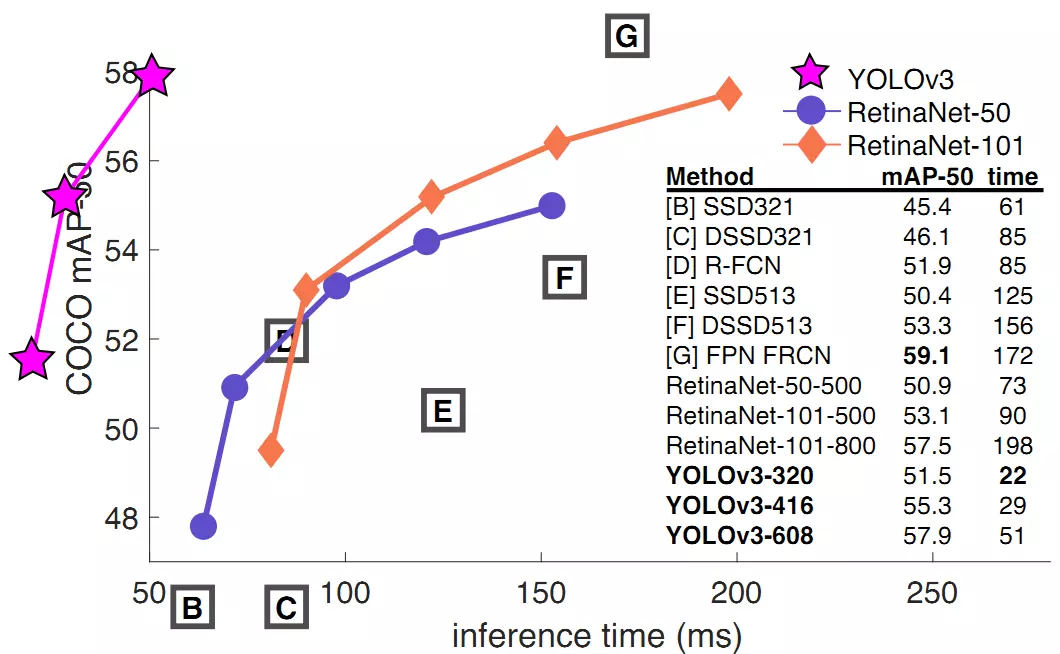 G
58
YOLOv3
RetinaNet-50
RetinaNet-101
56
COCO mAP-50
54
52
50
48
D
F
E
Method mAP-50 time
[B] SSD321 45.4 61
[C] DSSD321 46.1 85
[D] R-FCN 51.9 85
[E] SSD513 50.4 125
[F] DSSD513 53.3 156
[G] FPN FRCN 59.1 172
RetinaNet-50-500 50.9 73
RetinaNet-101-500 53.1 90
RetinaNet-101-800 57.5 198
YOLOv3-320 51.5 22
YOLOv3-416 55.3 29
YOLOv3-608 57.9 51
50 100 150 200 250
B C
inference time (ms)